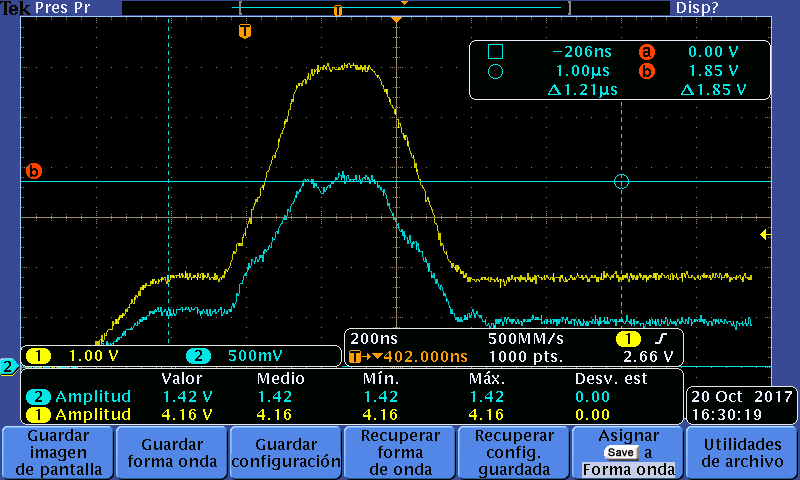 Tek Pres Pr Disp?
T
T
□ −206ns a 0.00 V
○ 1.00µs b 1.85 V
Δ1.21µs Δ1.85 V
b
2
1 1.00 V 2 500mV
200ns 500MM/s 1 ʃ
T→▼402.000ns 1000 pts. 2.66 V
Valor Medio Mín. Máx. Desv. est
2 Amplitud 1.42 V 1.42 1.42 1.42 0.00
1 Amplitud 4.16 V 4.16 4.16 4.16 0.00
20 Oct 2017
16:30:19
Guardar
imagen
de pantalla
Guardar
forma onda
Guardar
configuración
Recuperar
forma
de onda
Recuperar
config.
guardada
Asignar
Save a
Forma onda
Utilidades
de archivo